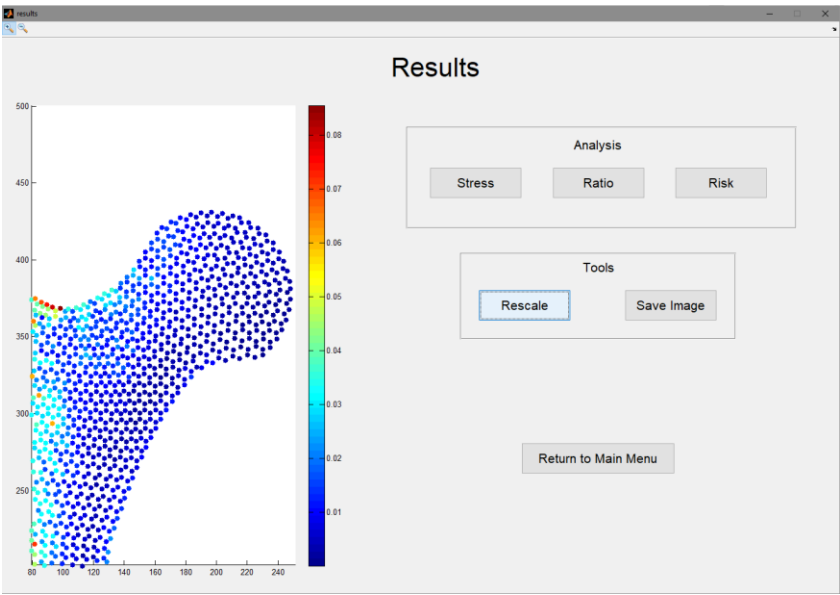 results
Results
Analysis
Stress Ratio Risk
Tools
Rescale Save Image
Return to Main Menu
500
450
400
350
300
250
80 100 120 140 160 180 200 220 240
0.08
0.07
0.06
0.05
0.04
0.03
0.02
0.01